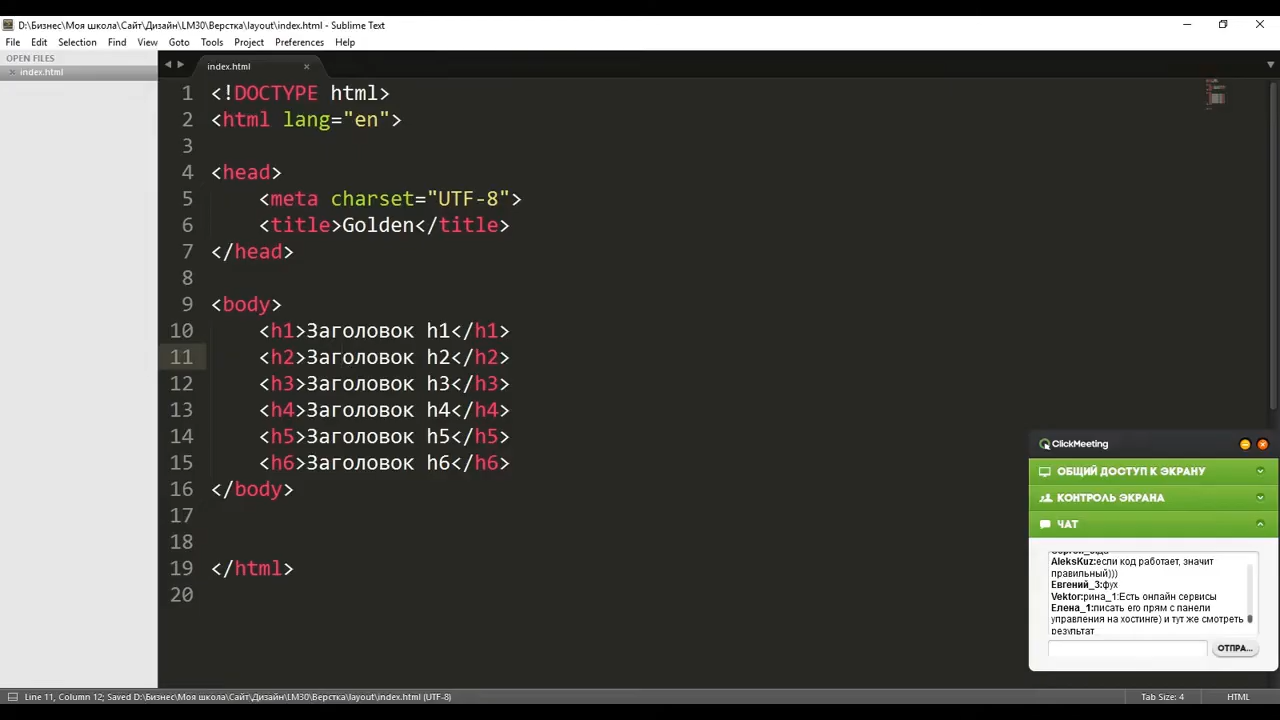 D:\Бизнес\Моя школа\Сайт\Дизайн\LM30\Верстка\layout\index.html - Sublime Text
File Edit Selection Find View Goto Tools Project Preferences Help
OPEN FILES
index.html
index.html
1 <!DOCTYPE html>
2 <html lang="en">
3
4 <head>
5 <meta charset="UTF-8">
6 <title>Golden</title>
7 </head>
8
9 <body>
10 <h1>Заголовок h1</h1>
11 <h2>Заголовок h2</h2>
12 <h3>Заголовок h3</h3>
13 <h4>Заголовок h4</h4>
14 <h5>Заголовок h5</h5>
15 <h6>Заголовок h6</h6>
16 </body>
17
18
19 </html>
20
ClickMeeting
ОБЩИЙ ДОСТУП К ЭКРАНУ
КОНТРОЛЬ ЭКРАНА
ЧАТ
AleksKuz:если код работает, значит
правильный)))
Евгений_3:фух
Vektor:рина_1:Есть онлайн сервисы
Елена_1:писать его прям с панели
управления на хостинге) и тут же смотреть
результат
ОТПРА...
Line 11, Column 12; Saved D:\Бизнес\Моя школа\Сайт\Дизайн\LM30\Верстка\layout\index.html (UTF-8)
Tab Size: 4
HTML